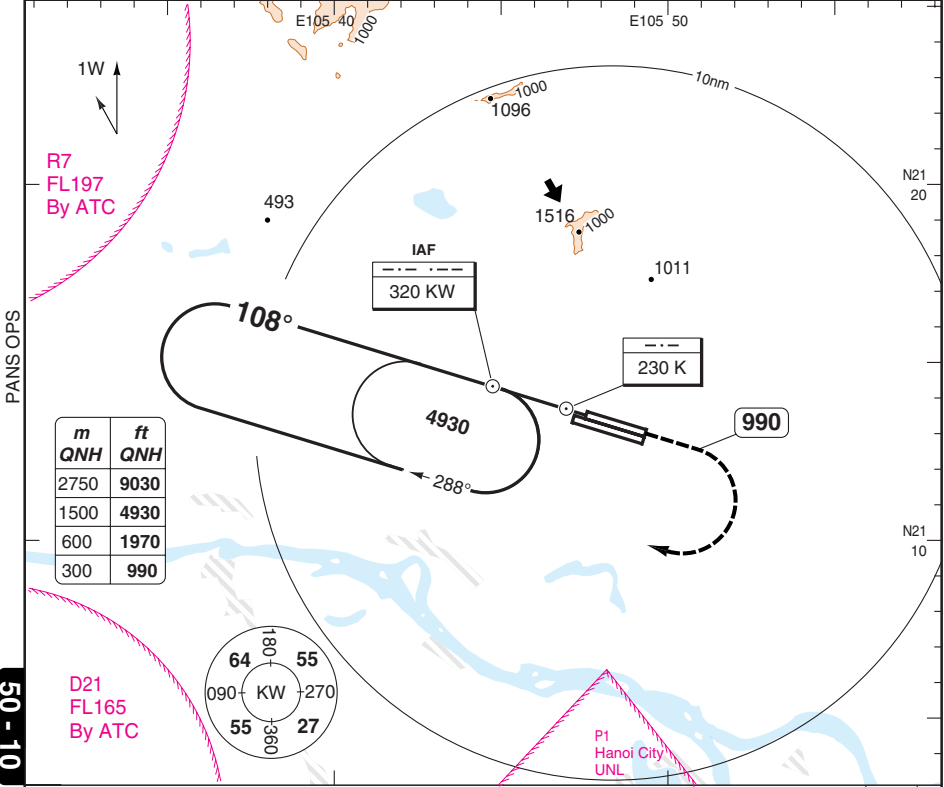 E105 40
E105 50
1000
1W
10nm
1000
1096
R7
FL197
By ATC
N21
20
493
1516
1000
1011
IAF
320 KW
230 K
108°
PANS OPS
4930
990
288°
m ft
QNH QNH
2750 9030
1500 4930
600 1970
300 990
N21
10
180
64 55
090 KW 270
55 27
360
D21
FL165
By ATC
P1
Hanoi City
UNL
50 - 10